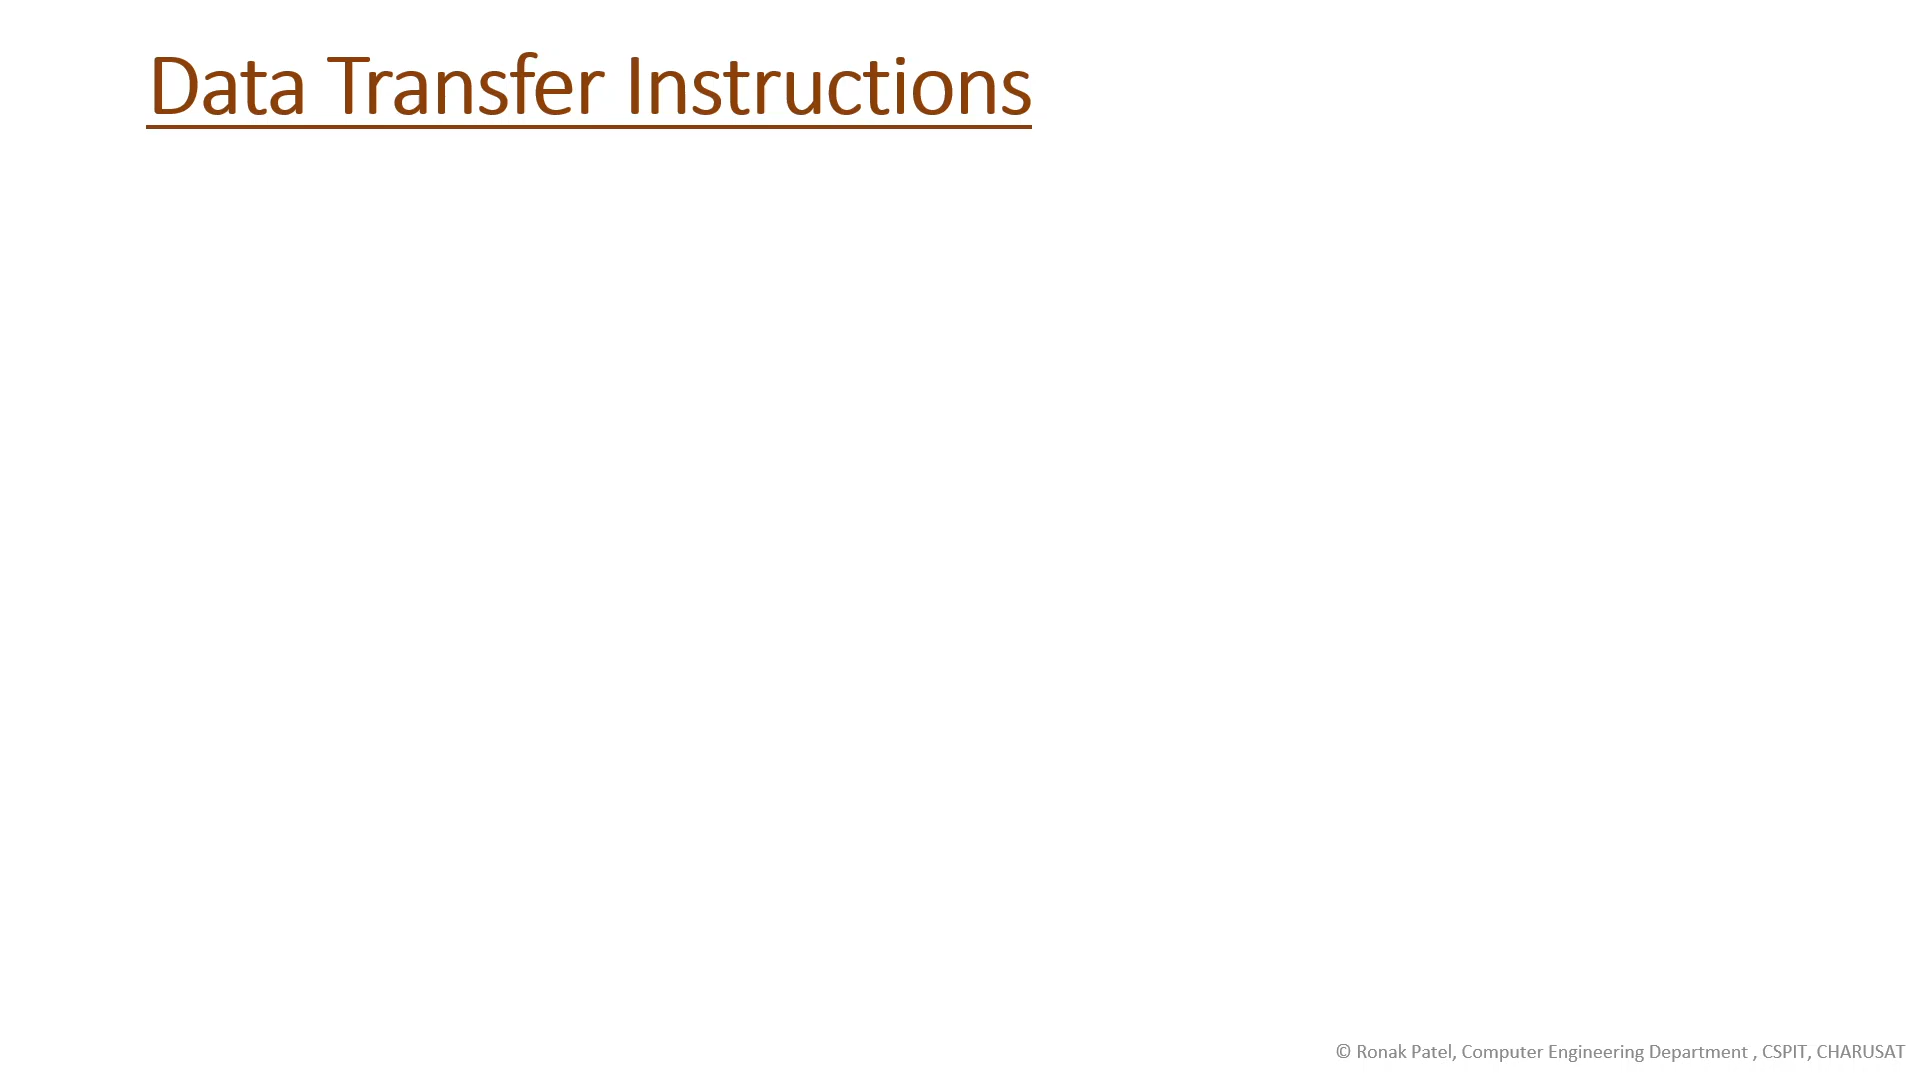 Data Transfer Instructions
© Ronak Patel, Computer Engineering Department , CSPIT, CHARUSAT